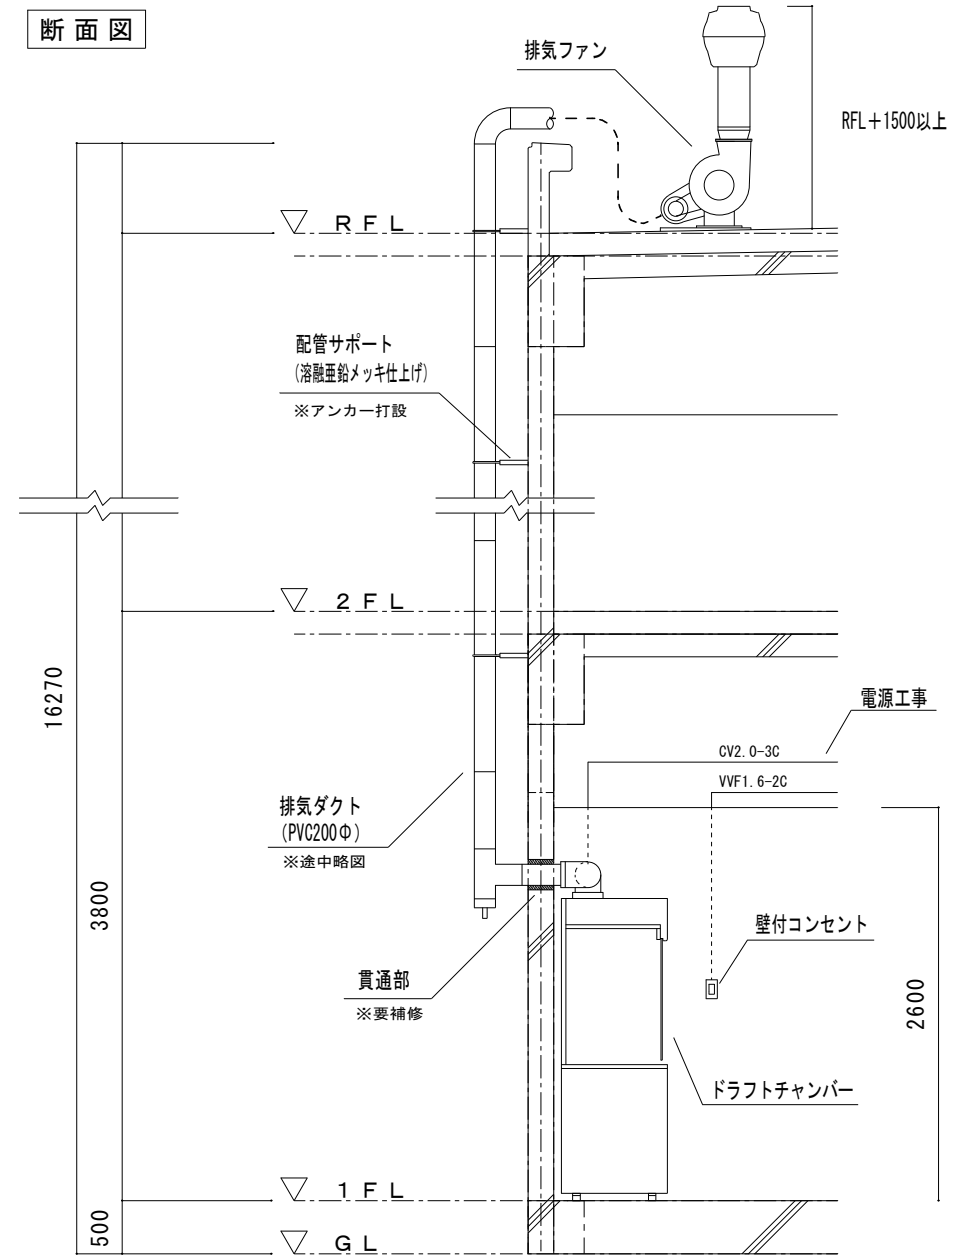 断面図
排気ファン
RFL＋1500以上
RFL
配管サポート
(溶融亜鉛メッキ仕上げ)
※アンカー打設
2FL
16270
電源工事
CV2.0-3C
VVF1.6-2C
排気ダクト
(PVC200Φ)
※途中略図
3800
壁付コンセント
貫通部
※要補修
2600
ドラフトチャンバー
1FL
500
GL